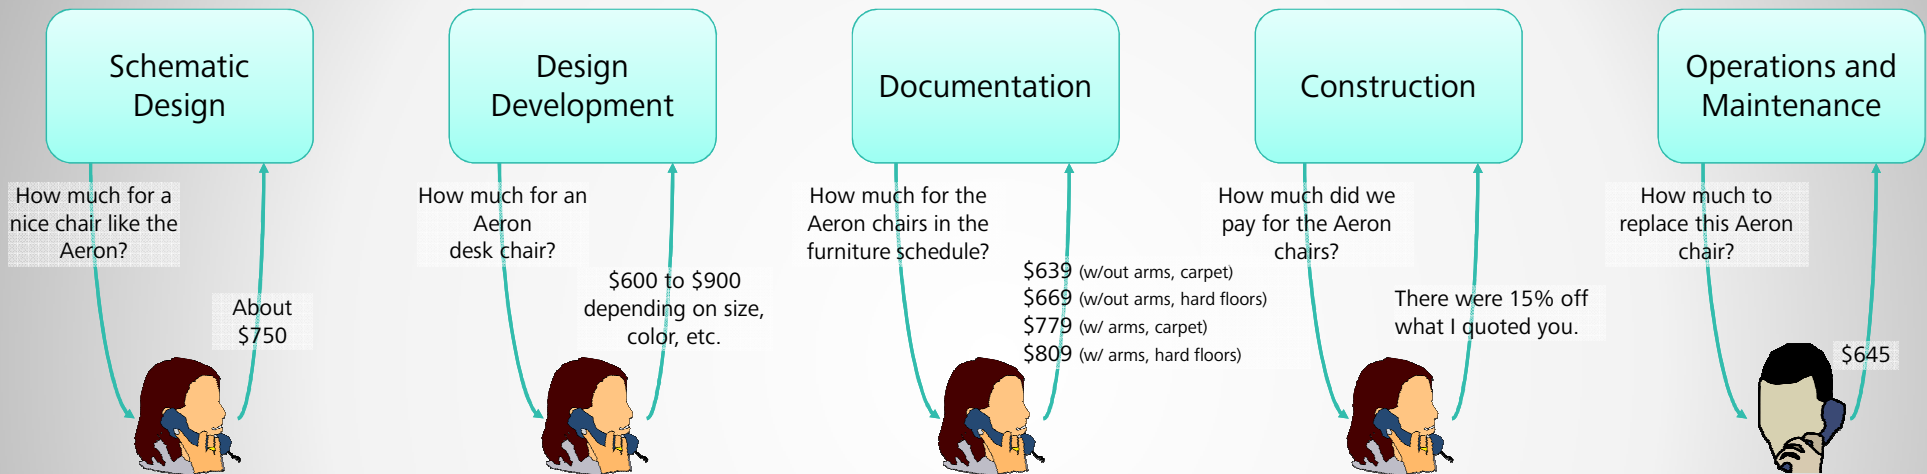 Schematic
Design
How much for a
nice chair like the
Aeron?
About
$750
Design
Development
How much for an
Aeron
desk chair?
$600 to $900
depending on size,
color, etc.
Documentation
How much for the
Aeron chairs in the
furniture schedule?
$639 (w/out arms, carpet)
$669 (w/out arms, hard floors)
$779 (w/ arms, carpet)
$809 (w/ arms, hard floors)
Construction
How much did we
pay for the Aeron
chairs?
There were 15% off
what I quoted you.
Operations and
Maintenance
How much to
replace this Aeron
chair?
$645